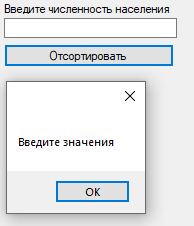 Введите численность населения
Отсортировать
Введите значения
OK